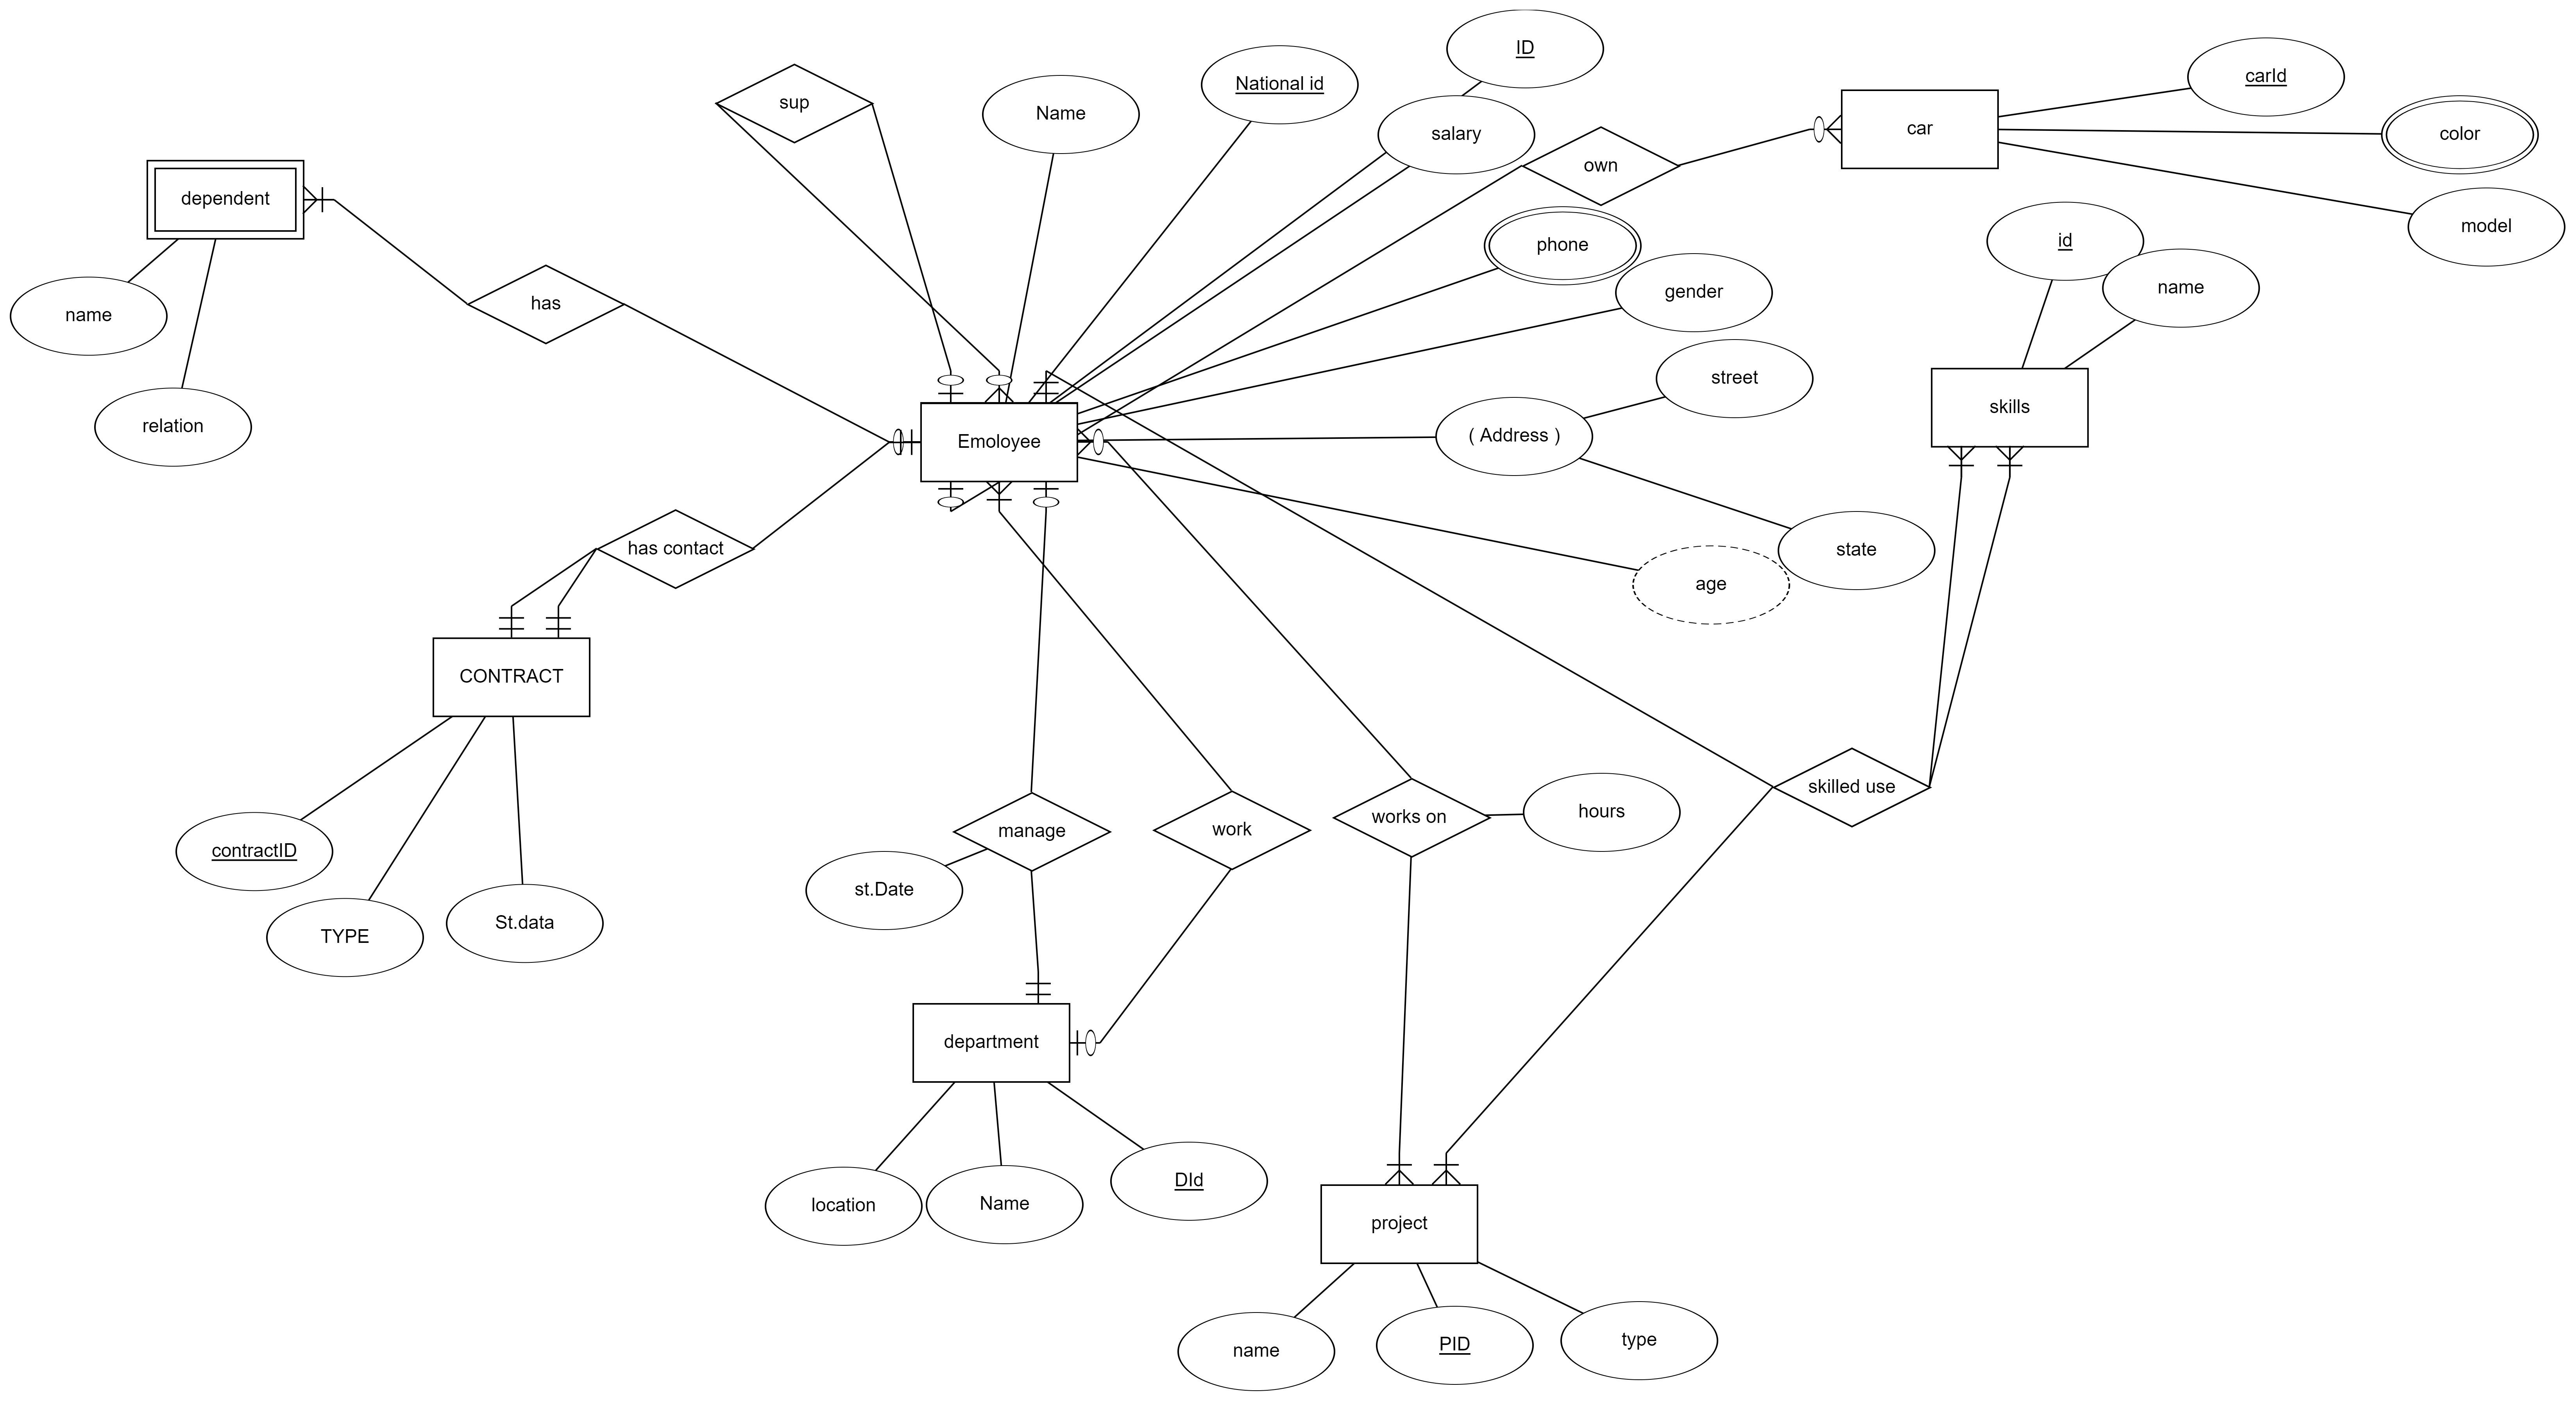 ID
carId
sup
National id
Name
salary
car
color
own
dependent
model
id
phone
name
gender
has
name
street
skills
relation
Emoloyee
( Address )
has contact
state
age
CONTRACT
skilled use
hours
manage
work
works on
contractID
st.Date
St.data
TYPE
department
DId
location
Name
project
name
PID
type